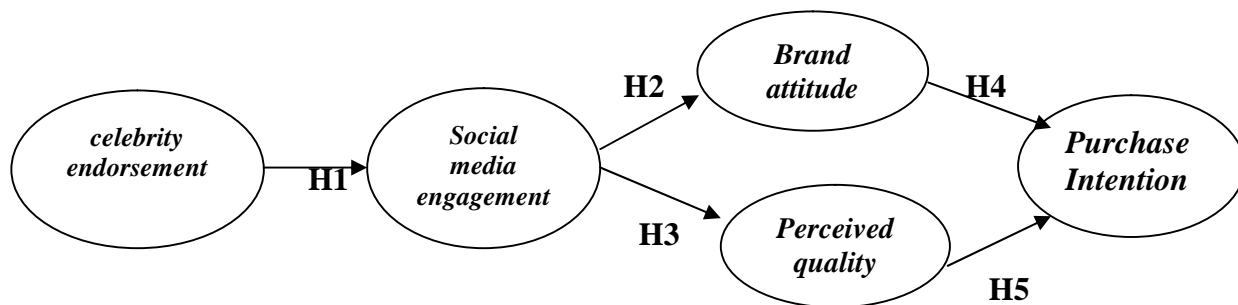 celebrity
endorsement
H1
Social
media
engagement
H2
H3
Brand
attitude
Perceived
quality
H4
H5
Purchase
Intention